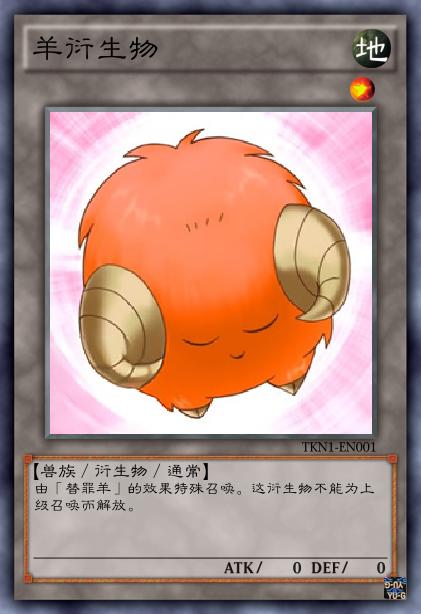 羊衍生物
地
TKN1-EN001
【兽族／衍生物／通常】
由「替罪羊」的效果特殊召唤。这衍生物不能为上
级召唤而解放。
ATK/ 0 DEF/ 0
YU-G